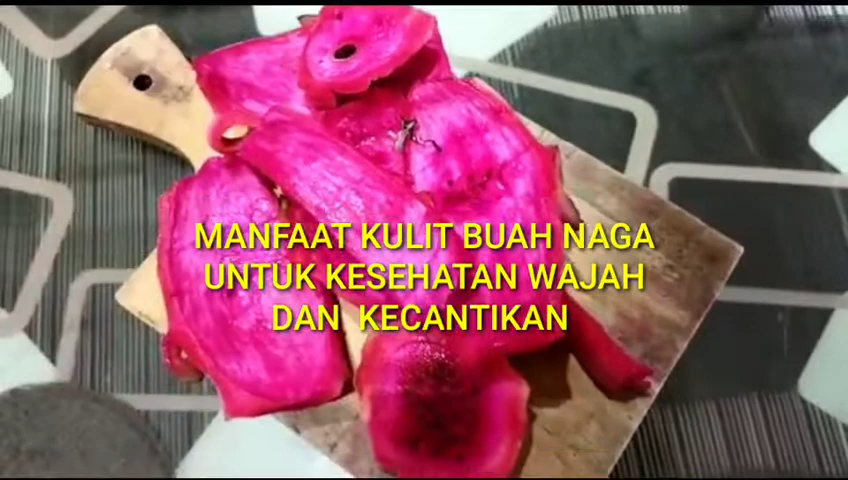 MANFAAT KULIT BUAH NAGA
UNTUK KESEHATAN WAJAH
DAN KECANTIKAN